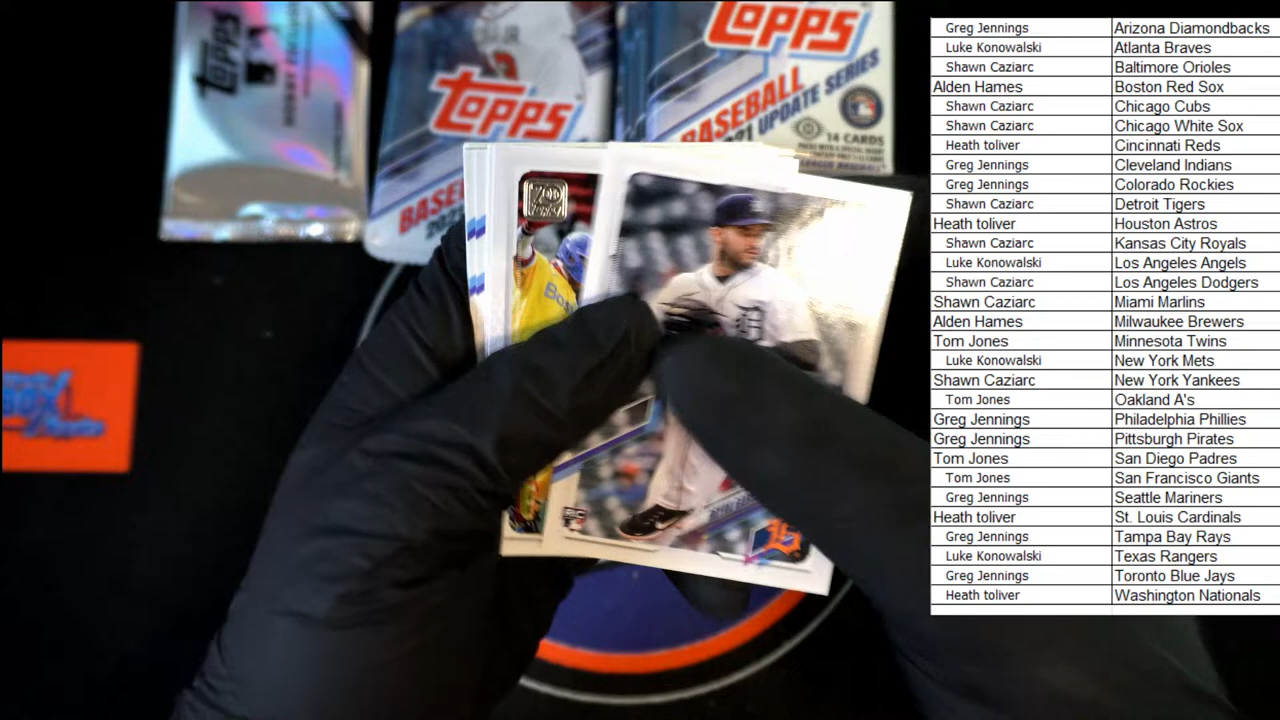 TOPPS
TOPPS
BASEBALL
UPDATE SERIES
14 CARDS
TOPPS
BASE
BOX
RC
Greg Jennings Arizona Diamondbacks
Luke Konowalski Atlanta Braves
Shawn Caziarc Baltimore Orioles
Alden Hames Boston Red Sox
Shawn Caziarc Chicago Cubs
Shawn Caziarc Chicago White Sox
Heath toliver Cincinnati Reds
Greg Jennings Cleveland Indians
Greg Jennings Colorado Rockies
Shawn Caziarc Detroit Tigers
Heath toliver Houston Astros
Shawn Caziarc Kansas City Royals
Luke Konowalski Los Angeles Angels
Shawn Caziarc Los Angeles Dodgers
Shawn Caziarc Miami Marlins
Alden Hames Milwaukee Brewers
Tom Jones Minnesota Twins
Luke Konowalski New York Mets
Shawn Caziarc New York Yankees
Tom Jones Oakland A's
Greg Jennings Philadelphia Phillies
Greg Jennings Pittsburgh Pirates
Tom Jones San Diego Padres
Tom Jones San Francisco Giants
Greg Jennings Seattle Mariners
Heath toliver St. Louis Cardinals
Greg Jennings Tampa Bay Rays
Luke Konowalski Texas Rangers
Greg Jennings Toronto Blue Jays
Heath toliver Washington Nationals